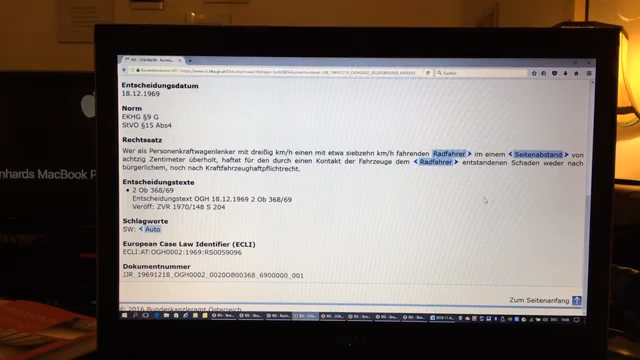 Entscheidungsdatum
18.12.1969
Norm
EKHG §9 G
StVO §15 Abs4
Rechtssatz
Wer als Personenkraftwagenlenker mit dreißig km/h einen mit etwa siebzehn km/h fahrenden Radfahrer > im einem < Seitenabstand > von
achtzig Zentimeter überholt, haftet für den durch einen Kontakt der Fahrzeuge dem < Radfahrer > entstandenen Schaden weder nach
bürgerlichem, noch nach Kraftfahrzeughaftpflichtrecht.
Entscheidungstexte
• 2 Ob 368/69
Entscheidungstext OGH 18.12.1969 2 Ob 368/69
Veröff: ZVR 1970/148 S 204
Schlagworte
SW: < Auto
European Case Law Identifier (ECLI)
ECLI:AT:OGH0002:1969:RS0059096
Dokumentnummer
JJR_19691218_OGH0002_0020OB00368_6900000_001
Zum Seitenanfang
© 2016 Bundeskanzleramt Österreich
nhards MacBook P